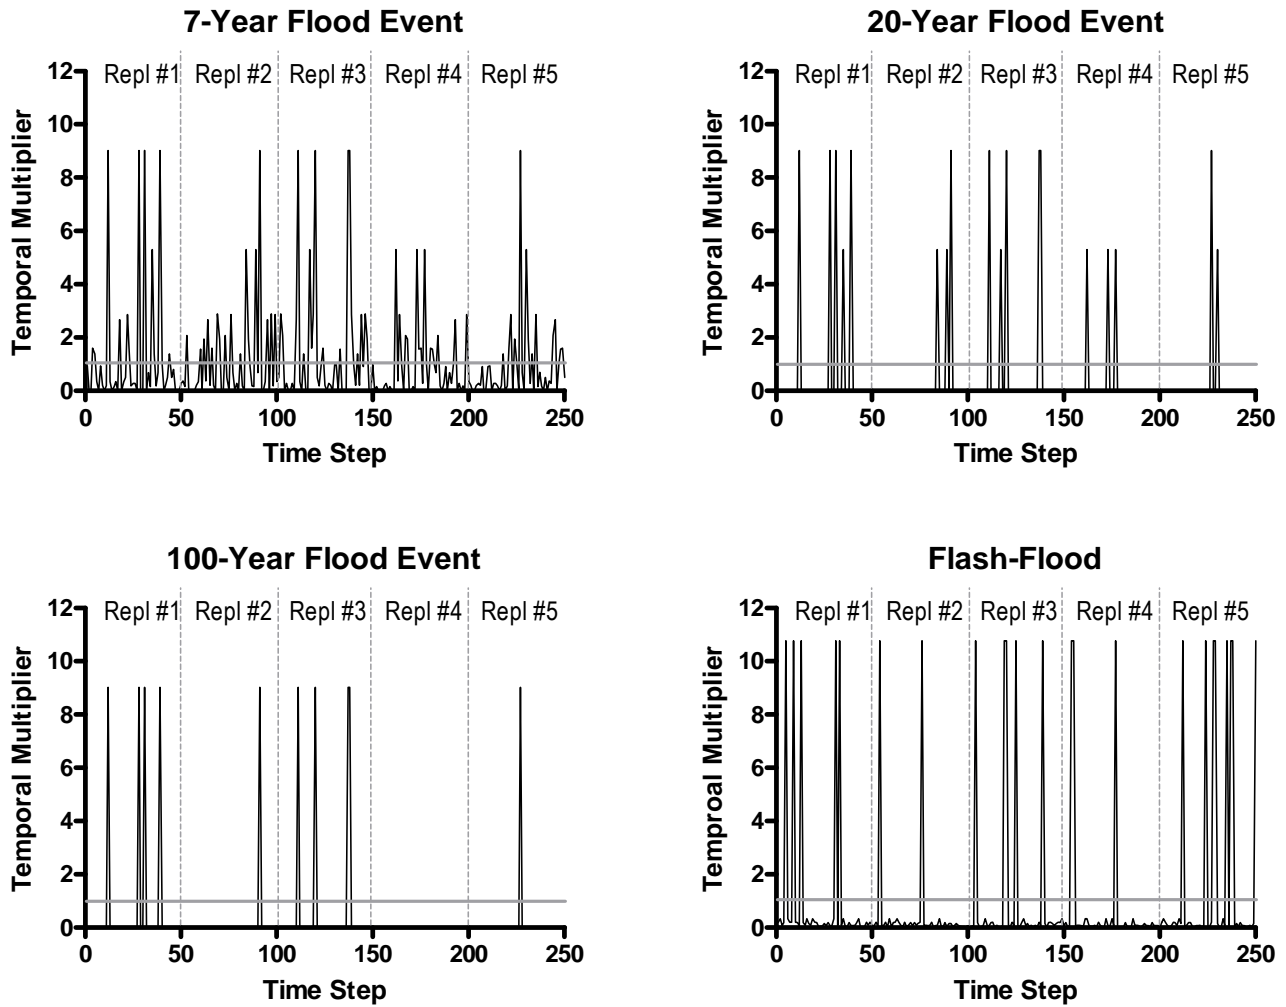 7-Year Flood Event
Repl #1 Repl #2 Repl #3 Repl #4 Repl #5
12
10
8
6
4
2
0
Temporal Multiplier
0 50 100 150 200 250
Time Step
20-Year Flood Event
Repl #1 Repl #2 Repl #3 Repl #4 Repl #5
12
10
8
6
4
2
0
Temporal Multiplier
0 50 100 150 200 250
Time Step
100-Year Flood Event
Repl #1 Repl #2 Repl #3 Repl #4 Repl #5
12
10
8
6
4
2
0
Temporal Multiplier
0 50 100 150 200 250
Time Step
Flash-Flood
Repl #1 Repl #2 Repl #3 Repl #4 Repl #5
12
10
8
6
4
2
0
Temproal Multiplier
0 50 100 150 200 250
Time Step